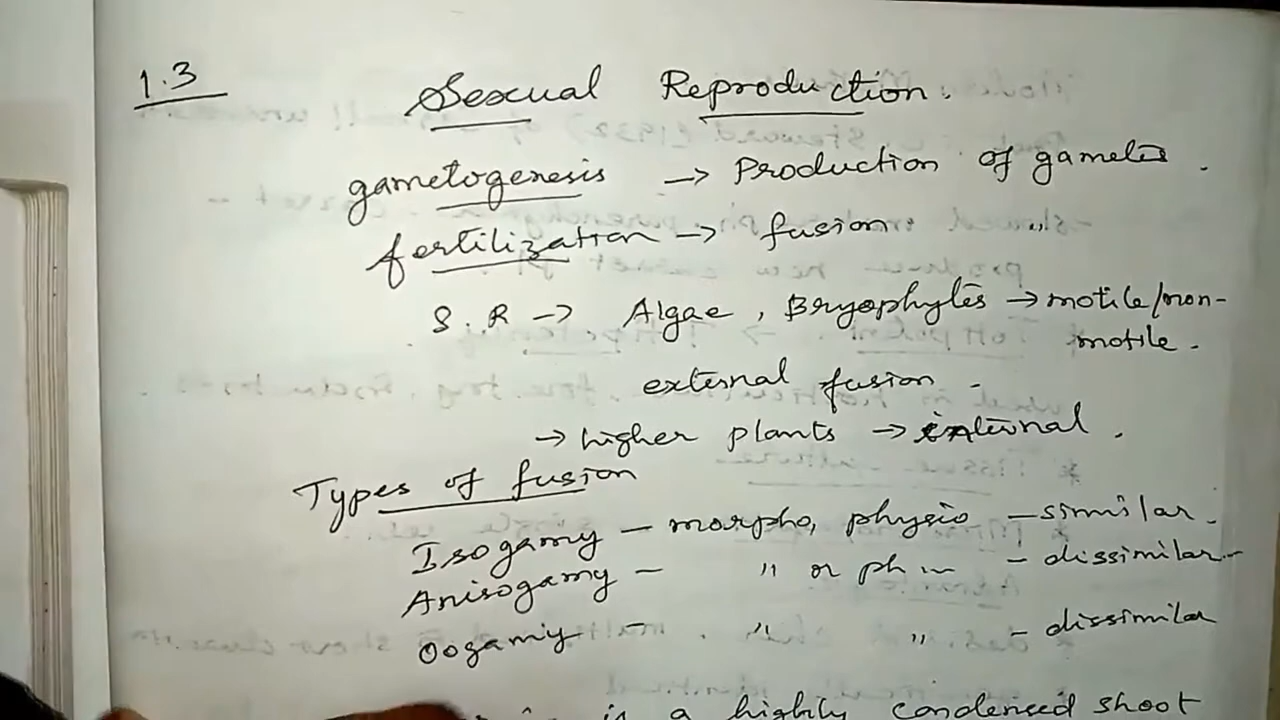 1.3 Sexual Reproduction.
gametogenesis → Production of gametes.
fertilization → fusion "
S.R → Algae, Bryophytes → motile/non-
motile.
external fusion.
→ higher plants → internal.
Types of fusion
Isogamy – morpho, physio – similar.
Anisogamy – " or ph " – dissimilar
Oogamy – " " – dissimilar
is a highly condensed shoot